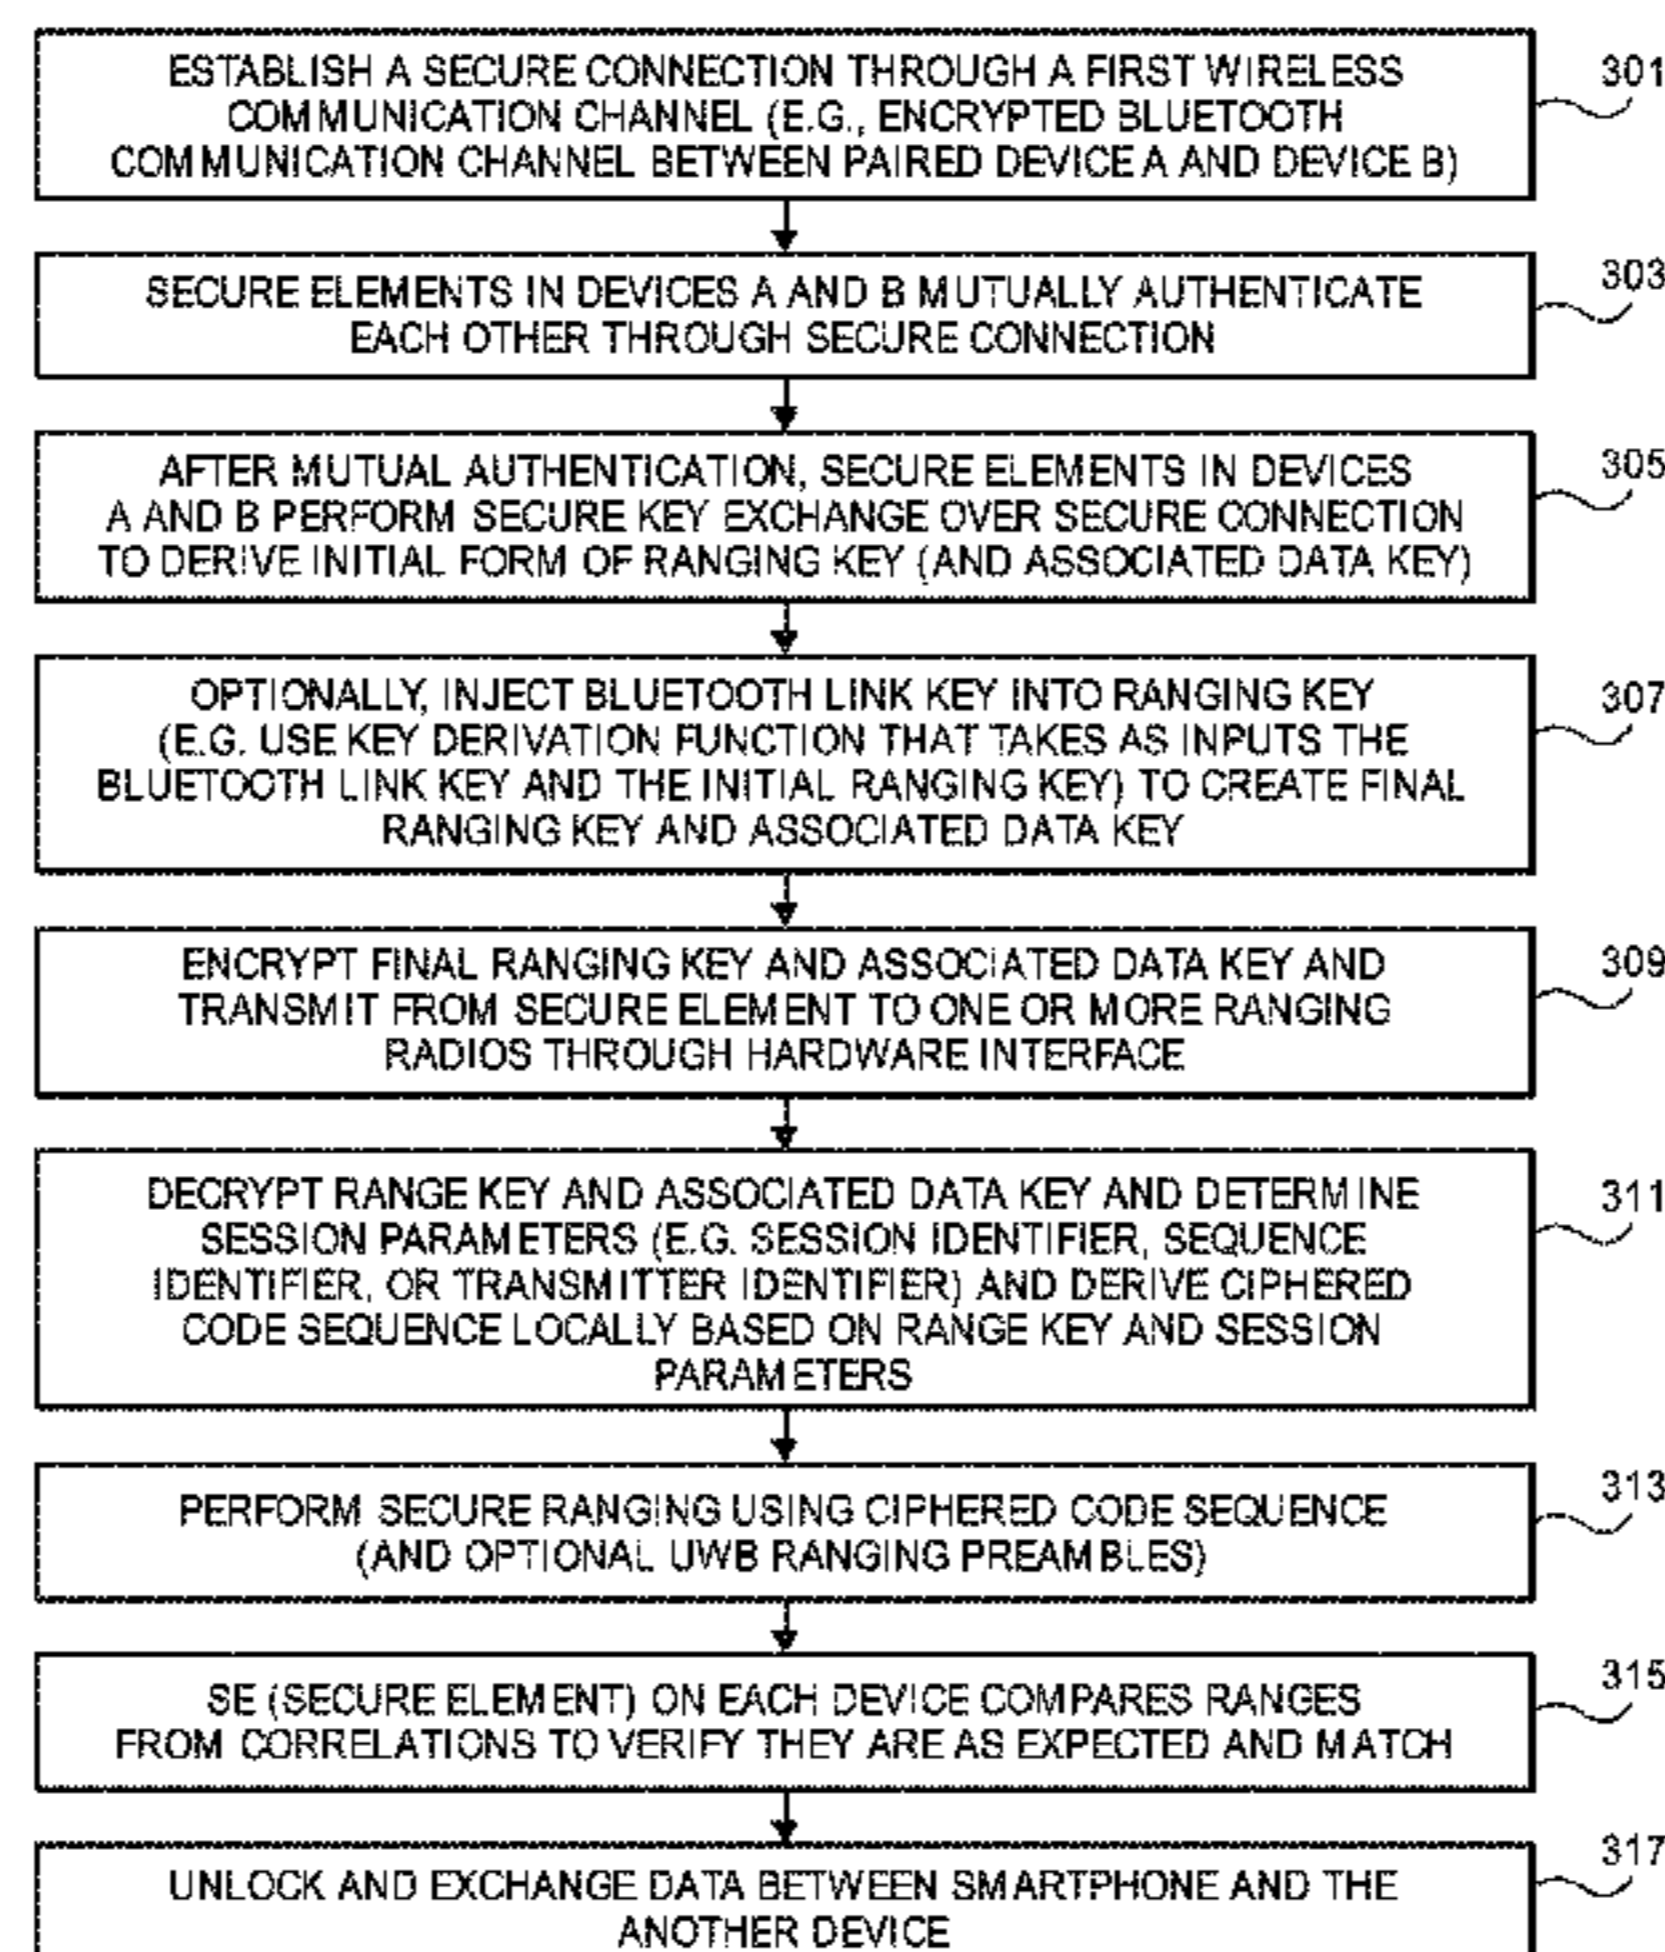 ESTABLISH A SECURE CONNECTION THROUGH A FIRST WIRELESS
COMMUNICATION CHANNEL (E.G., ENCRYPTED BLUETOOTH
COMMUNICATION CHANNEL BETWEEN PAIRED DEVICE A AND DEVICE B)
301
SECURE ELEMENTS IN DEVICES A AND B MUTUALLY AUTHENTICATE
EACH OTHER THROUGH SECURE CONNECTION
303
AFTER MUTUAL AUTHENTICATION, SECURE ELEMENTS IN DEVICES
A AND B PERFORM SECURE KEY EXCHANGE OVER SECURE CONNECTION
TO DERIVE INITIAL FORM OF RANGING KEY (AND ASSOCIATED DATA KEY)
305
OPTIONALLY, INJECT BLUETOOTH LINK KEY INTO RANGING KEY
(E.G. USE KEY DERIVATION FUNCTION THAT TAKES AS INPUTS THE
BLUETOOTH LINK KEY AND THE INITIAL RANGING KEY) TO CREATE FINAL
RANGING KEY AND ASSOCIATED DATA KEY
307
ENCRYPT FINAL RANGING KEY AND ASSOCIATED DATA KEY AND
TRANSMIT FROM SECURE ELEMENT TO ONE OR MORE RANGING
RADIOS THROUGH HARDWARE INTERFACE
309
DECRYPT RANGE KEY AND ASSOCIATED DATA KEY AND DETERMINE
SESSION PARAMETERS (E.G. SESSION IDENTIFIER, SEQUENCE
IDENTIFIER, OR TRANSMITTER IDENTIFIER) AND DERIVE CIPHERED
CODE SEQUENCE LOCALLY BASED ON RANGE KEY AND SESSION
PARAMETERS
311
PERFORM SECURE RANGING USING CIPHERED CODE SEQUENCE
(AND OPTIONAL UWB RANGING PREAMBLES)
313
SE (SECURE ELEMENT) ON EACH DEVICE COMPARES RANGES
FROM CORRELATIONS TO VERIFY THEY ARE AS EXPECTED AND MATCH
315
UNLOCK AND EXCHANGE DATA BETWEEN SMARTPHONE AND THE
ANOTHER DEVICE
317